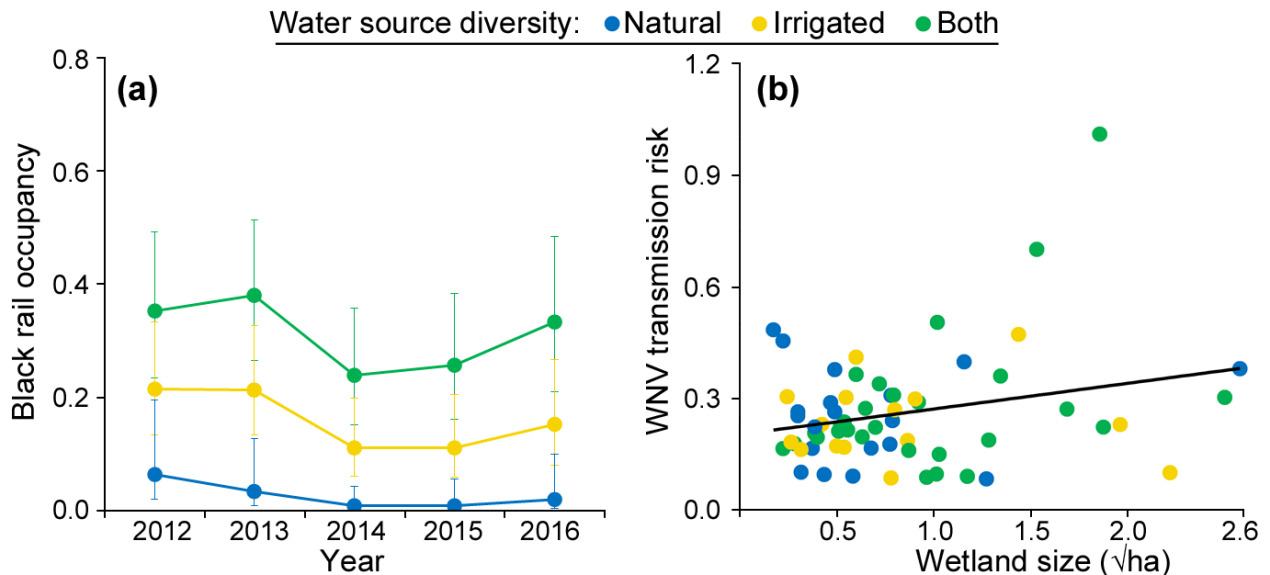 Water source diversity: Natural Irrigated Both
(a)
Black rail occupancy
0.8
0.6
0.4
0.2
0.0
2012 2013 2014 2015 2016
Year
(b)
WNV transmission risk
1.2
0.9
0.6
0.3
0.0
0.5 1.0 1.5 2.0 2.6
Wetland size (√ha)